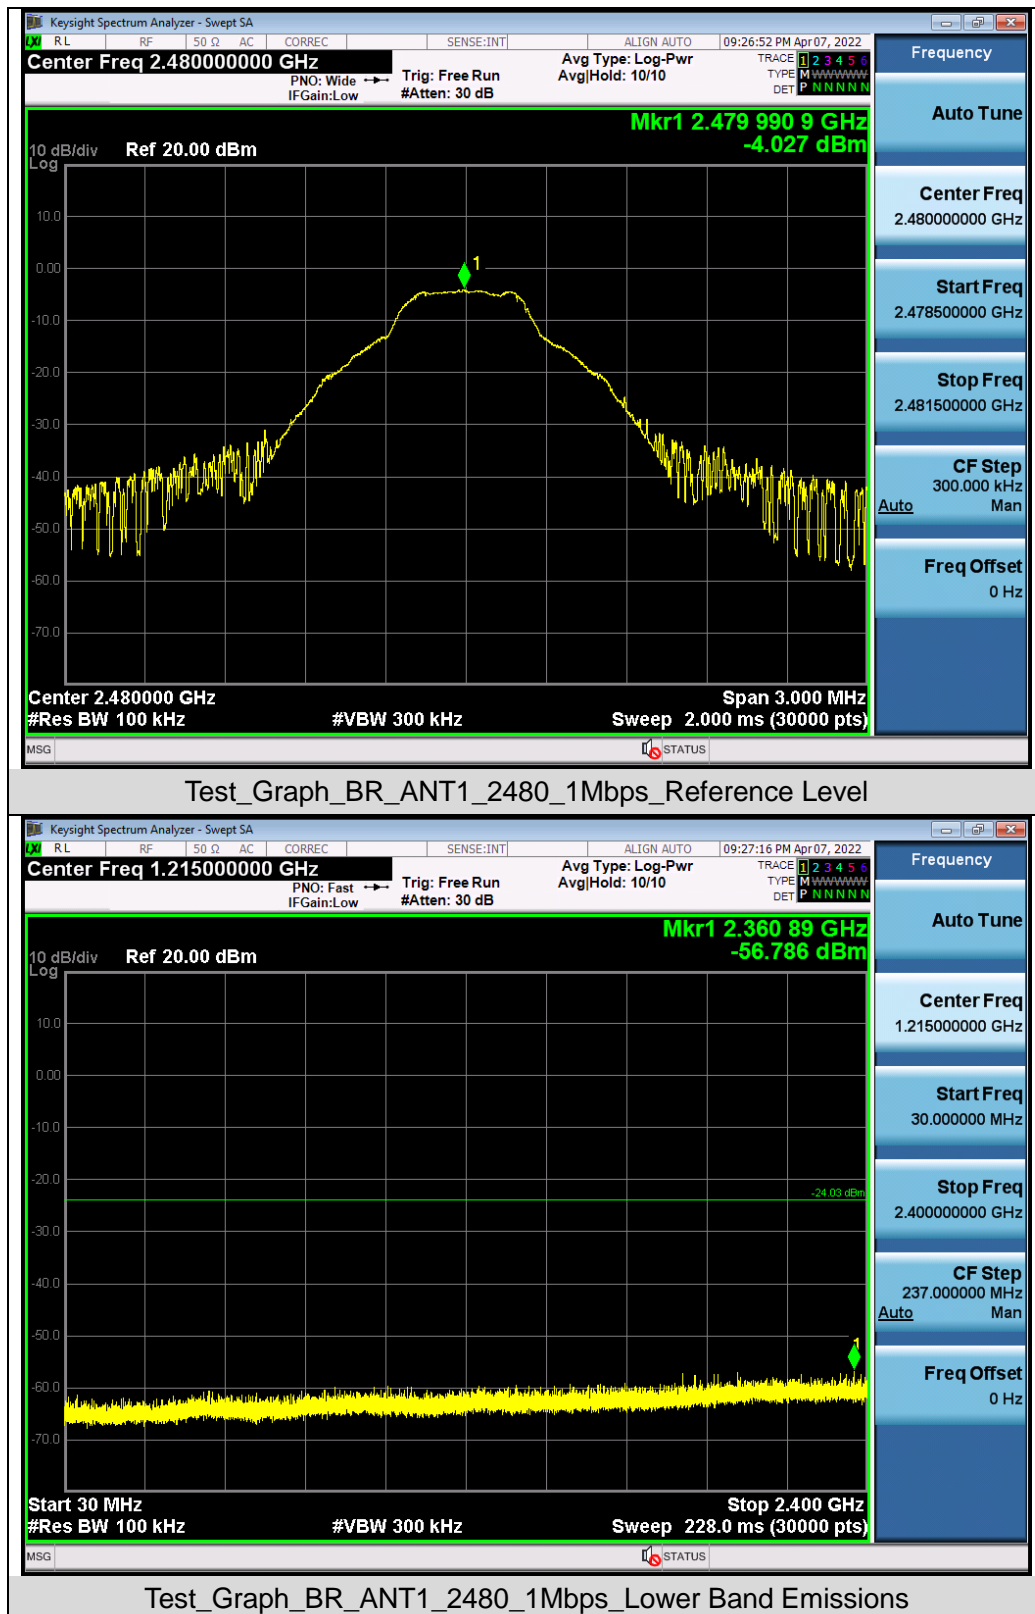 Keysight Spectrum Analyzer - Swept SA
LXI RL RF 50 Ω AC CORREC SENSE:INT ALIGN AUTO 09:26:52 PM Apr 07, 2022
Center Freq 2.480000000 GHz
PNO: Wide
IFGain:Low
Trig: Free Run
#Atten: 30 dB
Avg Type: Log-Pwr
Avg|Hold: 10/10
TRACE 1 2 3 4 5 6
TYPE M WWWWW
DET P N N N N N
Mkr1 2.479 990 9 GHz
-4.027 dBm
10 dB/div Ref 20.00 dBm
Log
10.0
0.00
-10.0
-20.0
-30.0
-40.0
-50.0
-60.0
-70.0
1
Center 2.480000 GHz Span 3.000 MHz
#Res BW 100 kHz #VBW 300 kHz Sweep 2.000 ms (30000 pts)
MSG STATUS
Frequency
Auto Tune
Center Freq
2.480000000 GHz
Start Freq
2.478500000 GHz
Stop Freq
2.481500000 GHz
CF Step
300.000 kHz
Auto Man
Freq Offset
0 Hz
Test_Graph_BR_ANT1_2480_1Mbps_Reference Level
Keysight Spectrum Analyzer - Swept SA
LXI RL RF 50 Ω AC CORREC SENSE:INT ALIGN AUTO 09:27:16 PM Apr 07, 2022
Center Freq 1.215000000 GHz
PNO: Fast
IFGain:Low
Trig: Free Run
#Atten: 30 dB
Avg Type: Log-Pwr
Avg|Hold: 10/10
TRACE 1 2 3 4 5 6
TYPE M WWWWW
DET P N N N N N
Mkr1 2.360 89 GHz
-56.786 dBm
10 dB/div Ref 20.00 dBm
Log
10.0
0.00
-10.0
-20.0
-30.0
-40.0
-50.0
-60.0
-70.0
-24.03 dBm
1
Start 30 MHz Stop 2.400 GHz
#Res BW 100 kHz #VBW 300 kHz Sweep 228.0 ms (30000 pts)
MSG STATUS
Frequency
Auto Tune
Center Freq
1.215000000 GHz
Start Freq
30.000000 MHz
Stop Freq
2.400000000 GHz
CF Step
237.000000 MHz
Auto Man
Freq Offset
0 Hz
Test_Graph_BR_ANT1_2480_1Mbps_Lower Band Emissions